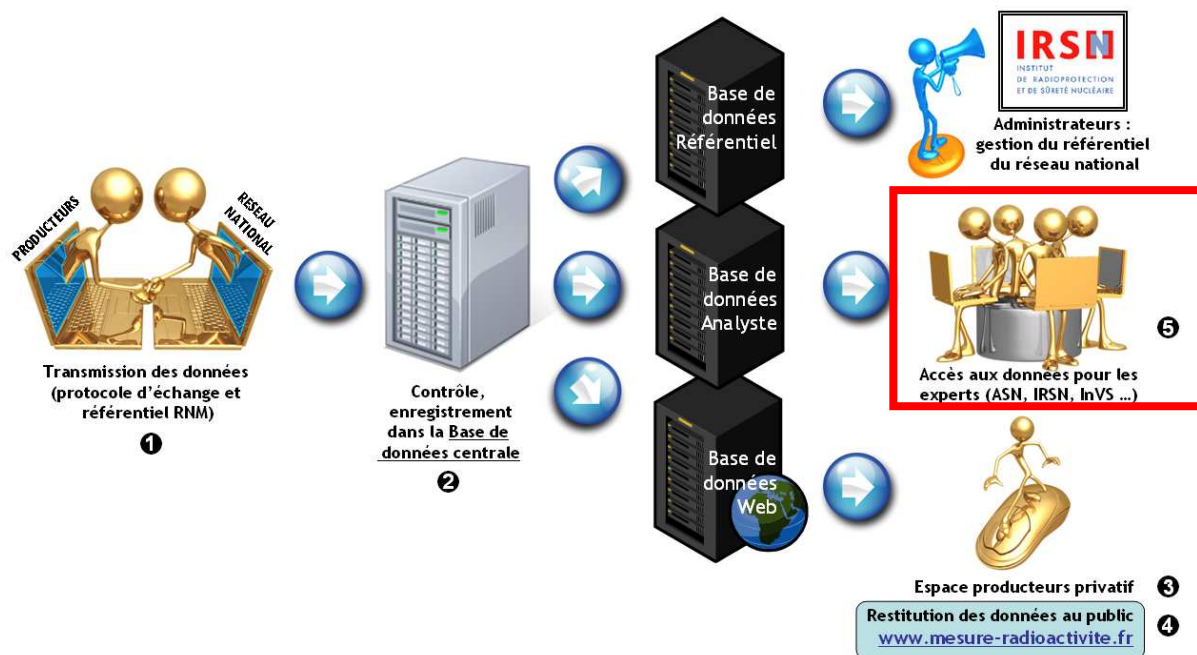 PRODUCTEURS
RESEAU
NATIONAL
Transmission des données
(protocole d'échange et
référentiel RNM)
❶
Contrôle,
enregistrement
dans la Base de
données centrale
❷
Base de
données
Référentiel
Base de
données
Analyste
Base de
données
Web
IRSN
INSTITUT
DE RADIOPROTECTION
ET DE SÛRETÉ NUCLÉAIRE
Administrateurs :
gestion du référentiel
du réseau national
❺
Accès aux données pour les
experts (ASN, IRSN, InVS ...)
Espace producteurs privatif ❸
Restitution des données au public ❹
www.mesure-radioactivite.fr